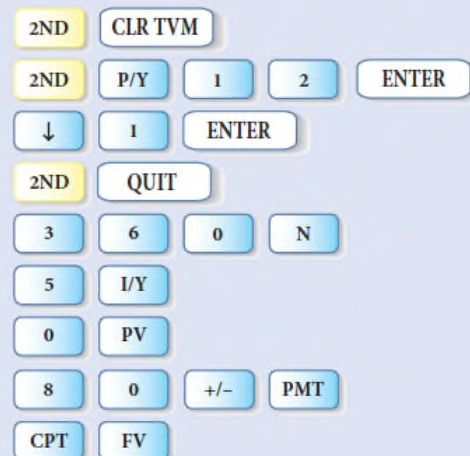 2ND CLR TVM
2ND P/Y 1 2 ENTER
↓ 1 ENTER
2ND QUIT
3 6 0 N
5 I/Y
0 PV
8 0 +/– PMT
CPT FV